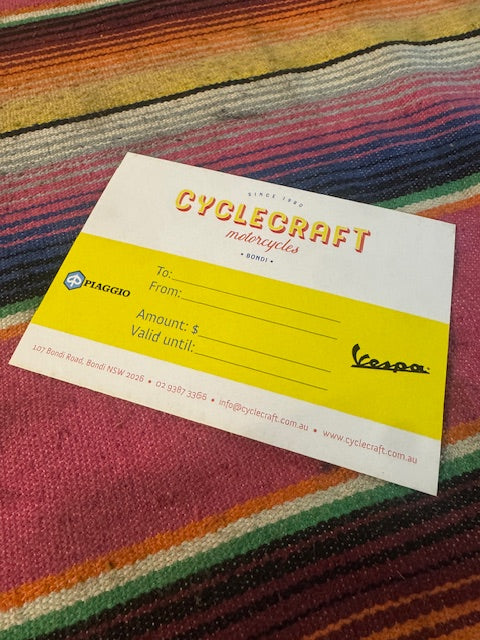 SINCE 1980
CYCLECRAFT
motorcycles
• BONDI •
To:
From:
PIAGGIO
Amount: $
Valid until:
Vespa
107 Bondi Road, Bondi NSW 2026 • 02 9387 3366 • info@cyclecraft.com.au • www.cyclecraft.com.au